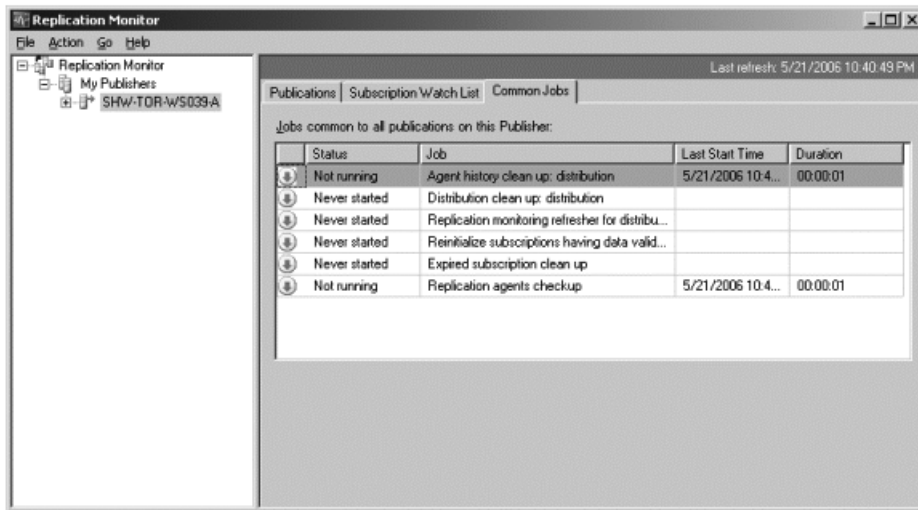 Replication Monitor
File Action Go Help
Replication Monitor
My Publishers
SHW-TOR-WS039-A
Last refresh: 5/21/2006 10:40:49 PM
Publications Subscription Watch List Common Jobs
Jobs common to all publications on this Publisher:
Status Job Last Start Time Duration
Not running Agent history clean up: distribution 5/21/2006 10:4... 00:00:01
Never started Distribution clean up: distribution
Never started Replication monitoring refresher for distribu...
Never started Reinitialize subscriptions having data valid...
Never started Expired subscription clean up
Not running Replication agents checkup 5/21/2006 10:4... 00:00:01